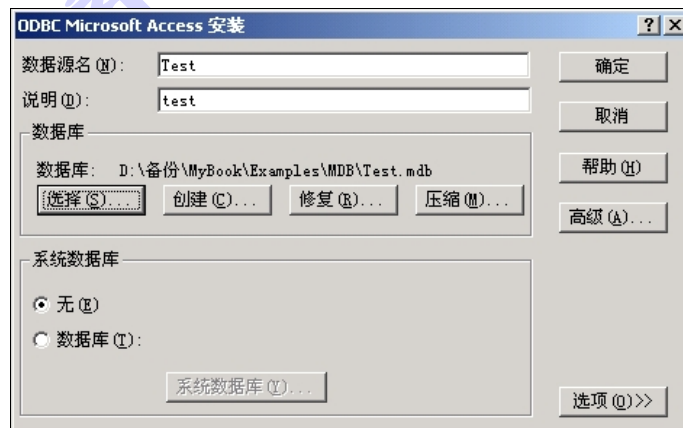 ODBC Microsoft Access 安装
数据源名(N): Test
说明(D): test
数据库
数据库: D:\备份\MyBook\Examples\MDB\Test.mdb
选择(S)... 创建(C)... 修复(R)... 压缩(M)...
系统数据库
无(E)
数据库(T):
系统数据库(Y)...
确定
取消
帮助(H)
高级(A)...
选项(O)>>